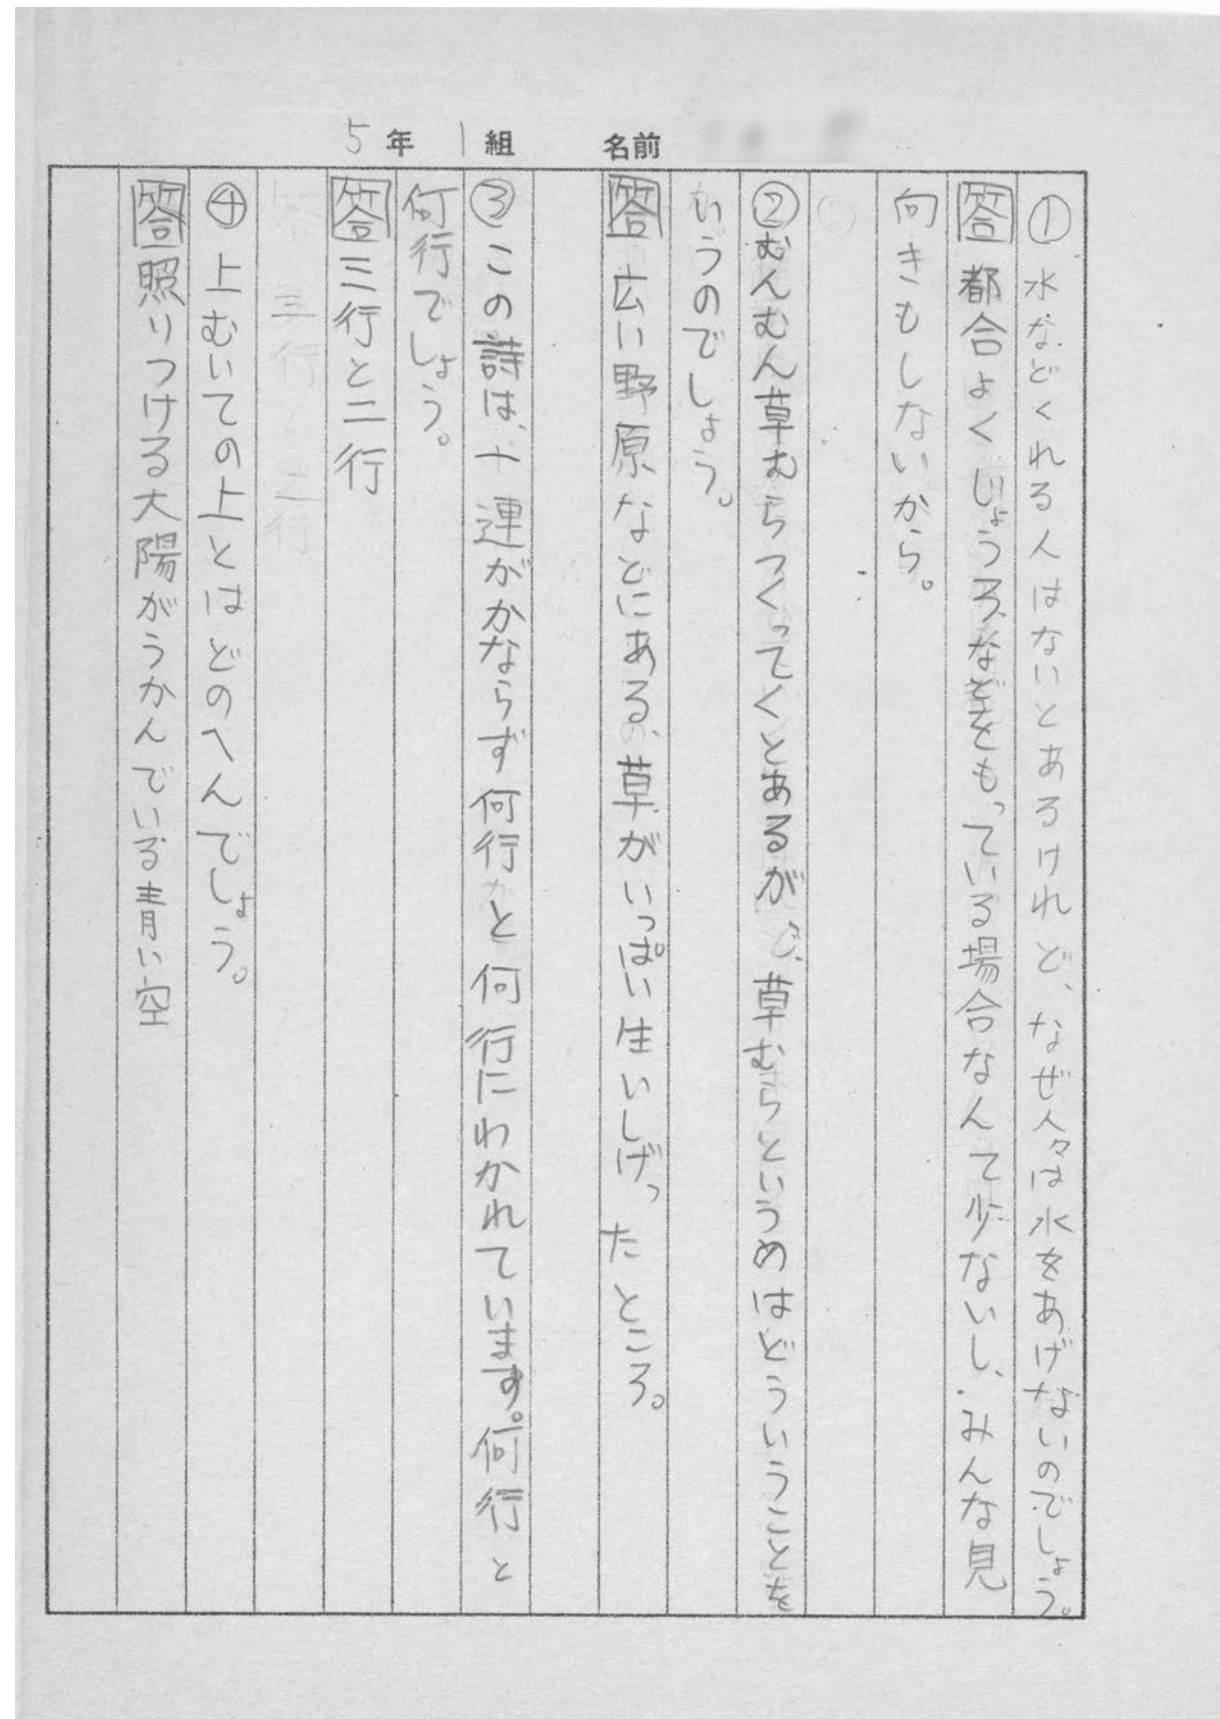 5年 1組 名前
① 水などくれる人はないとあろけれど、なぜ人々は水をあげないのでしょう。
答 都合よくじょうろ、などをもっている場合なんて少ないし、みんな見
向きもしないから。
②むんむん草むらつくってくとあるが、草むらというめはどういうことを
いうのでしょう。
答 広い野原などにある、草がいっぱい生いしげったところ。
③この詩は、一連がかならず何行と何行にわかれています。何行と
何行でしょう。
答 三行と二行
三行 二行
④上むいての上とはどのへんでしょう。
答 照りつける大陽がうかんでいる青い空